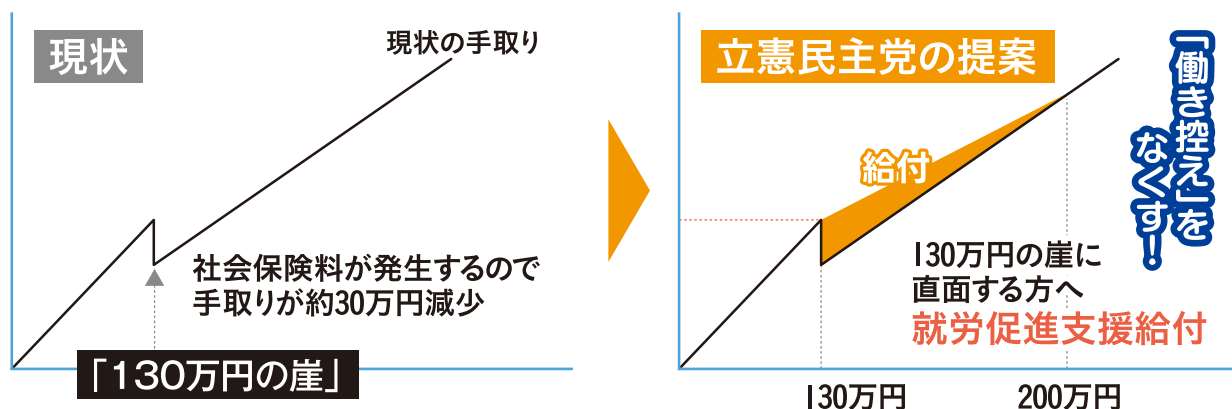 現状
現状の手取り
社会保険料が発生するので
手取りが約30万円減少
「130万円の崖」
立憲民主党の提案
「働き控え」を
なくす！
給付
130万円の崖に
直面する方へ
就労促進支援給付
130万円
200万円